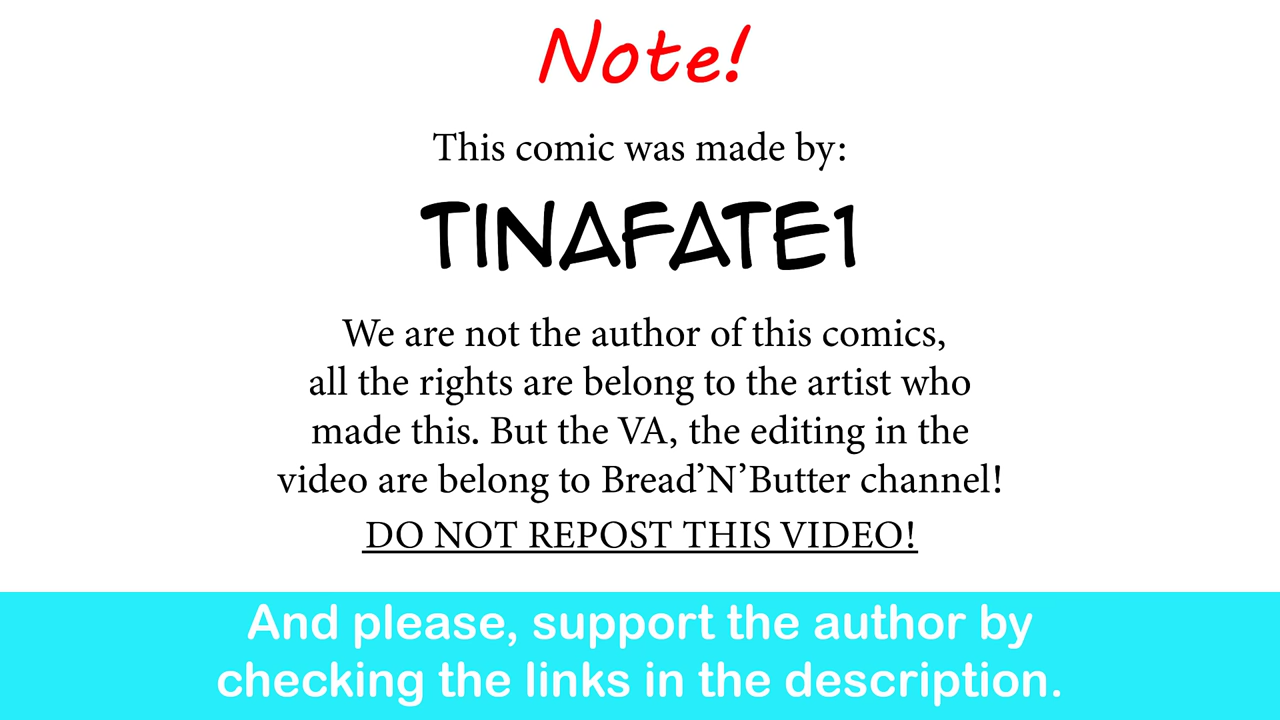 Note!
This comic was made by:
TINAFATE1
We are not the author of this comics,
all the rights are belong to the artist who
made this. But the VA, the editing in the
video are belong to Bread’N’Butter channel!
DO NOT REPOST THIS VIDEO!
And please, support the author by
checking the links in the description.